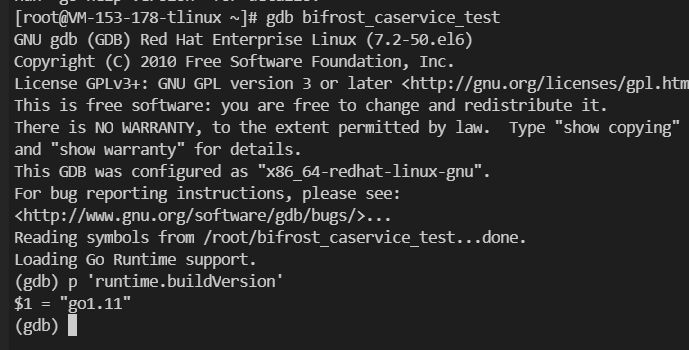 [root@VM-153-178-tlinux ~]# gdb bifrost_caservice_test
GNU gdb (GDB) Red Hat Enterprise Linux (7.2-50.el6)
Copyright (C) 2010 Free Software Foundation, Inc.
License GPLv3+: GNU GPL version 3 or later <http://gnu.org/licenses/gpl.htm
This is free software: you are free to change and redistribute it.
There is NO WARRANTY, to the extent permitted by law.  Type "show copying"
and "show warranty" for details.
This GDB was configured as "x86_64-redhat-linux-gnu".
For bug reporting instructions, please see:
<http://www.gnu.org/software/gdb/bugs/>...
Reading symbols from /root/bifrost_caservice_test...done.
Loading Go Runtime support.
(gdb) p 'runtime.buildVersion'
$1 = "go1.11"
(gdb)